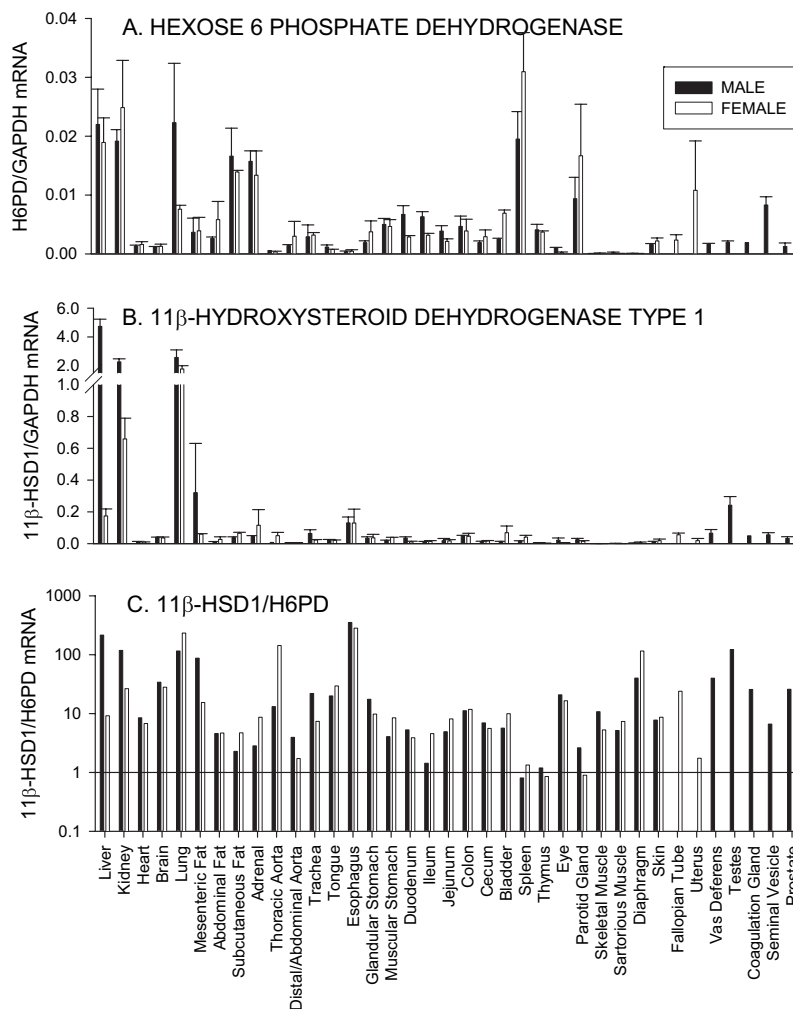 A. HEXOSE 6 PHOSPHATE DEHYDROGENASE
H6PD/GAPDH mRNA
0.04
0.03
0.02
0.01
0.00
MALE
FEMALE
B. 11β-HYDROXYSTEROID DEHYDROGENASE TYPE 1
11β-HSD1/GAPDH mRNA
6.0
4.0
2.0
1.0
0.8
0.6
0.4
0.2
0.0
C. 11β-HSD1/H6PD
11β-HSD1/H6PD mRNA
1000
100
10
1
0.1
Liver
Kidney
Heart
Brain
Lung
Mesenteric Fat
Abdominal Fat
Subcutaneous Fat
Adrenal
Thoracic Aorta
Distal/Abdominal Aorta
Trachea
Tongue
Esophagus
Glandular Stomach
Muscular Stomach
Duodenum
Ileum
Jejunum
Colon
Cecum
Bladder
Spleen
Thymus
Eye
Parotid Gland
Skeletal Muscle
Sartorious Muscle
Diaphragm
Skin
Fallopian Tube
Uterus
Vas Deferens
Testes
Coagulation Gland
Seminal Vesicle
Prostate